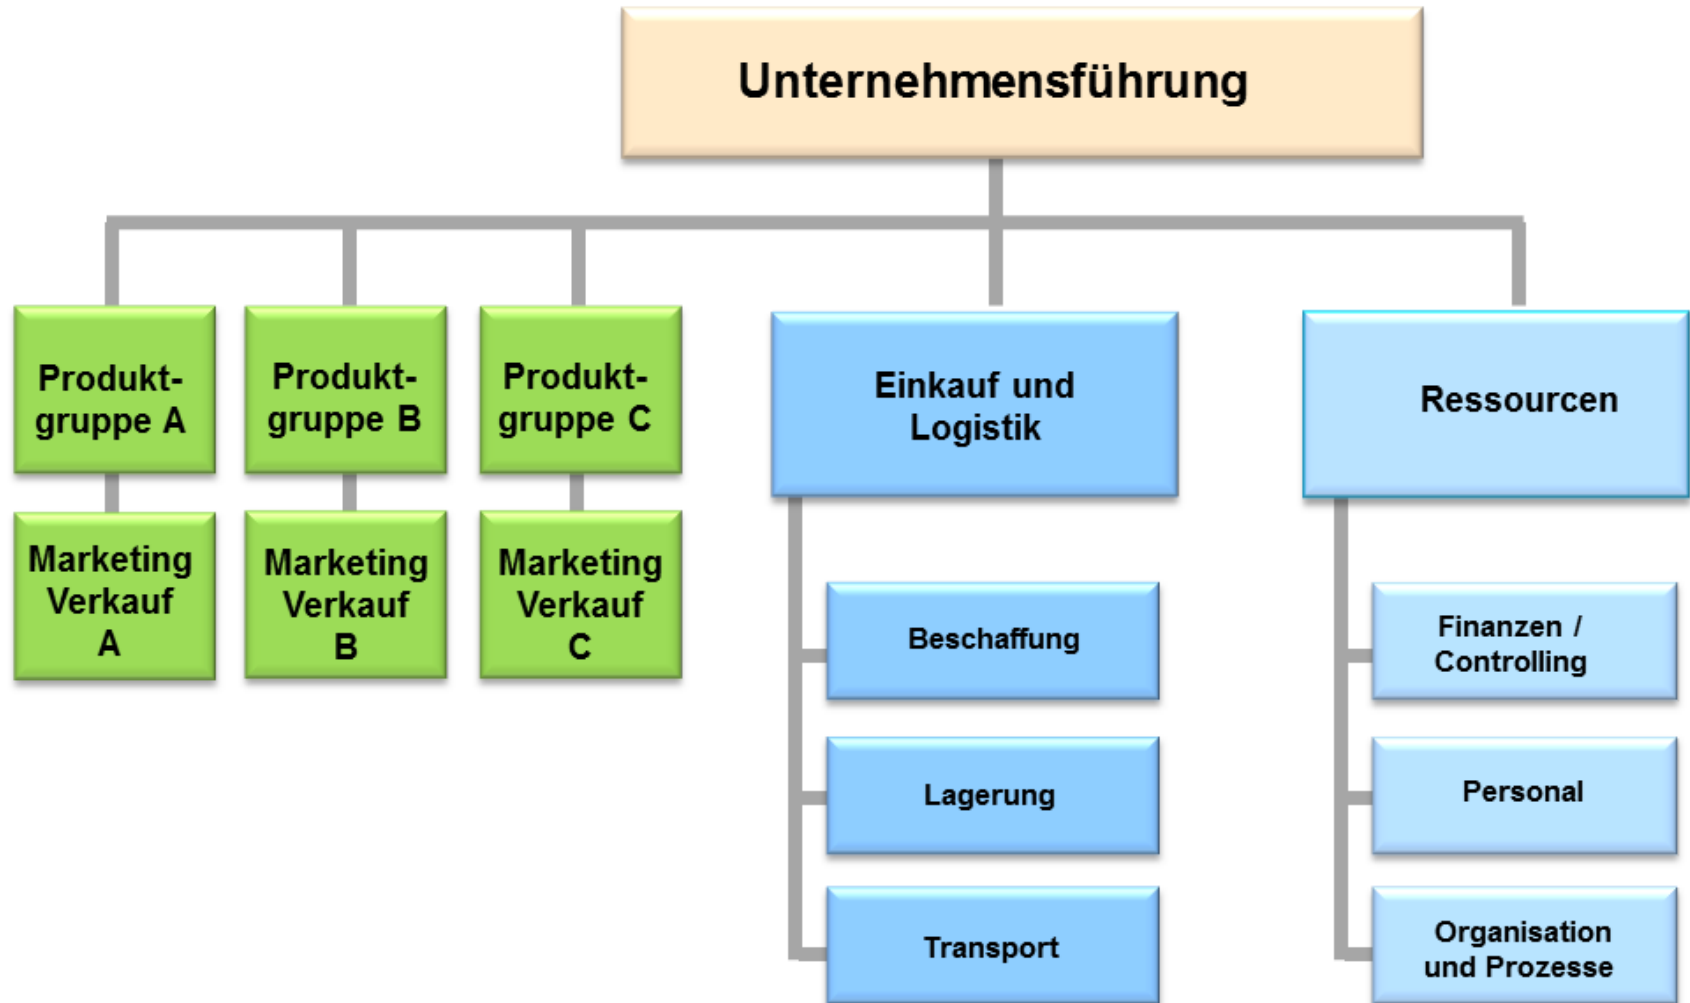 Unternehmensführung
Produkt-
gruppe A
Produkt-
gruppe B
Produkt-
gruppe C
Einkauf und
Logistik
Ressourcen
Marketing
Verkauf
A
Marketing
Verkauf
B
Marketing
Verkauf
C
Beschaffung
Lagerung
Transport
Finanzen /
Controlling
Personal
Organisation
und Prozesse